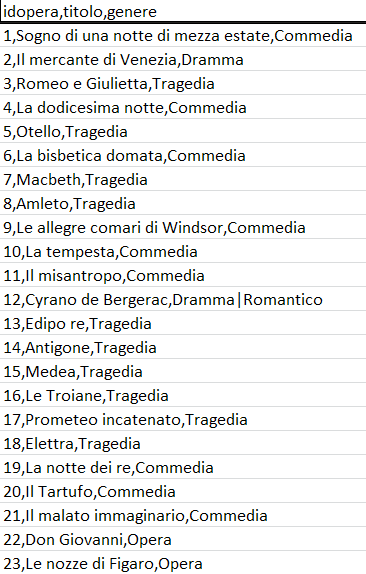 idopera,titolo,genere
1,Sogno di una notte di mezza estate,Commedia
2,Il mercante di Venezia,Dramma
3,Romeo e Giulietta,Tragedia
4,La dodicesima notte,Commedia
5,Otello,Tragedia
6,La bisbetica domata,Commedia
7,Macbeth,Tragedia
8,Amleto,Tragedia
9,Le allegre comari di Windsor,Commedia
10,La tempesta,Commedia
11,Il misantropo,Commedia
12,Cyrano de Bergerac,Dramma|Romantico
13,Edipo re,Tragedia
14,Antigone,Tragedia
15,Medea,Tragedia
16,Le Troiane,Tragedia
17,Prometeo incatenato,Tragedia
18,Elettra,Tragedia
19,La notte dei re,Commedia
20,Il Tartufo,Commedia
21,Il malato immaginario,Commedia
22,Don Giovanni,Opera
23,Le nozze di Figaro,Opera